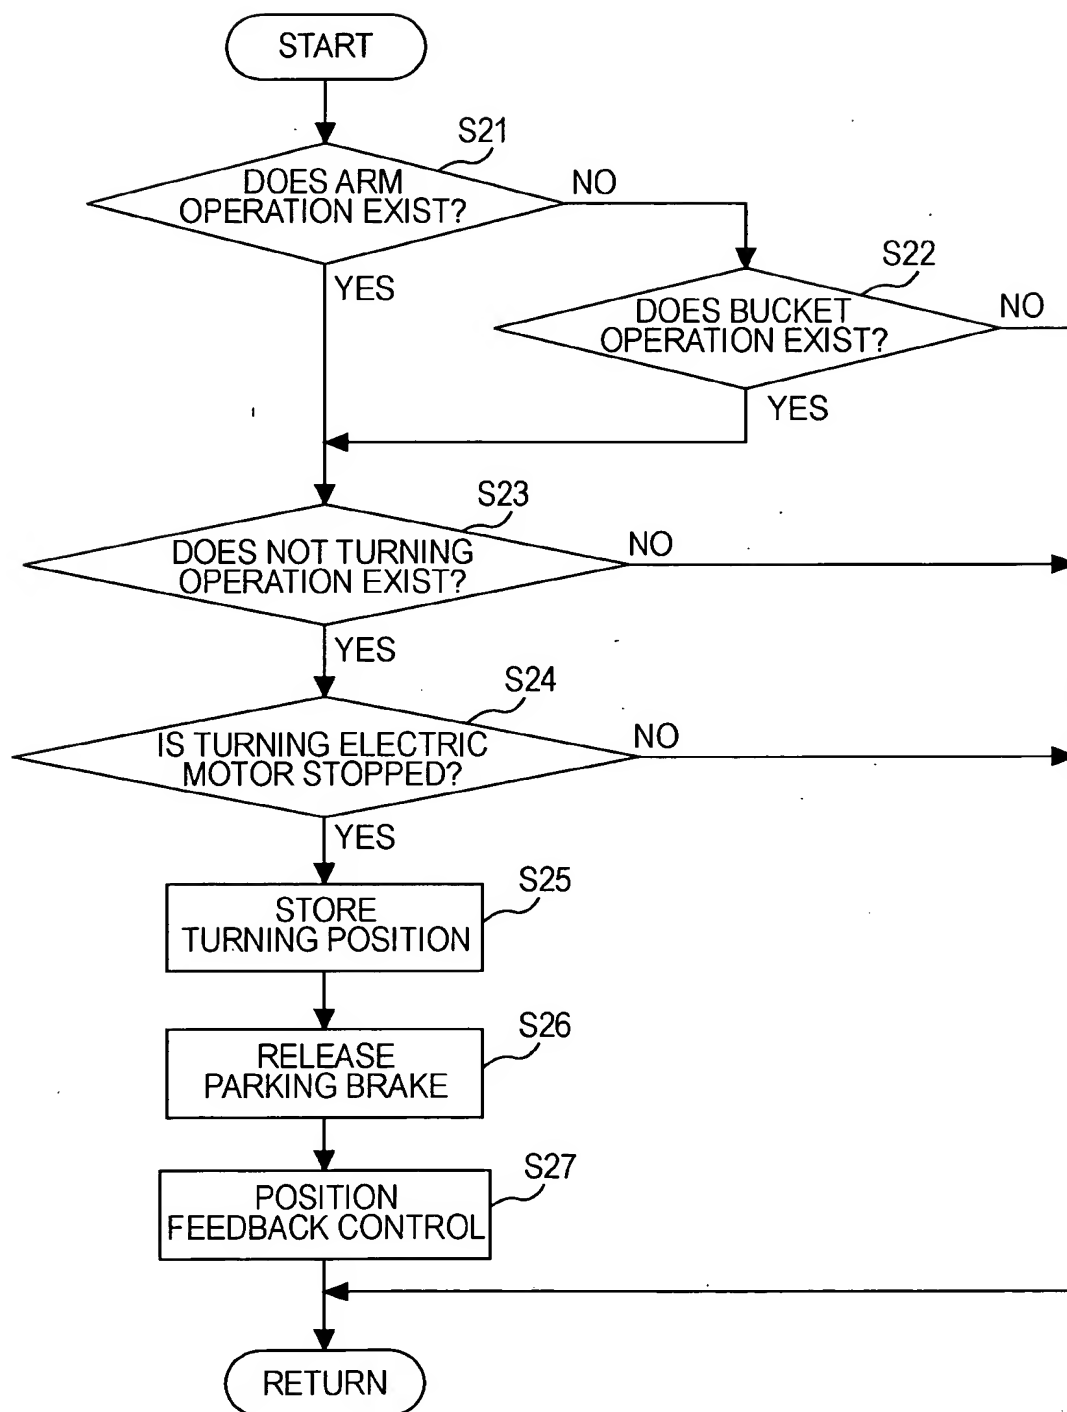 START
S21
DOES ARM
OPERATION EXIST?
NO
YES
S22
DOES BUCKET
OPERATION EXIST?
NO
YES
S23
DOES NOT TURNING
OPERATION EXIST?
NO
YES
S24
IS TURNING ELECTRIC
MOTOR STOPPED?
NO
YES
S25
STORE
TURNING POSITION
S26
RELEASE
PARKING BRAKE
S27
POSITION
FEEDBACK CONTROL
RETURN